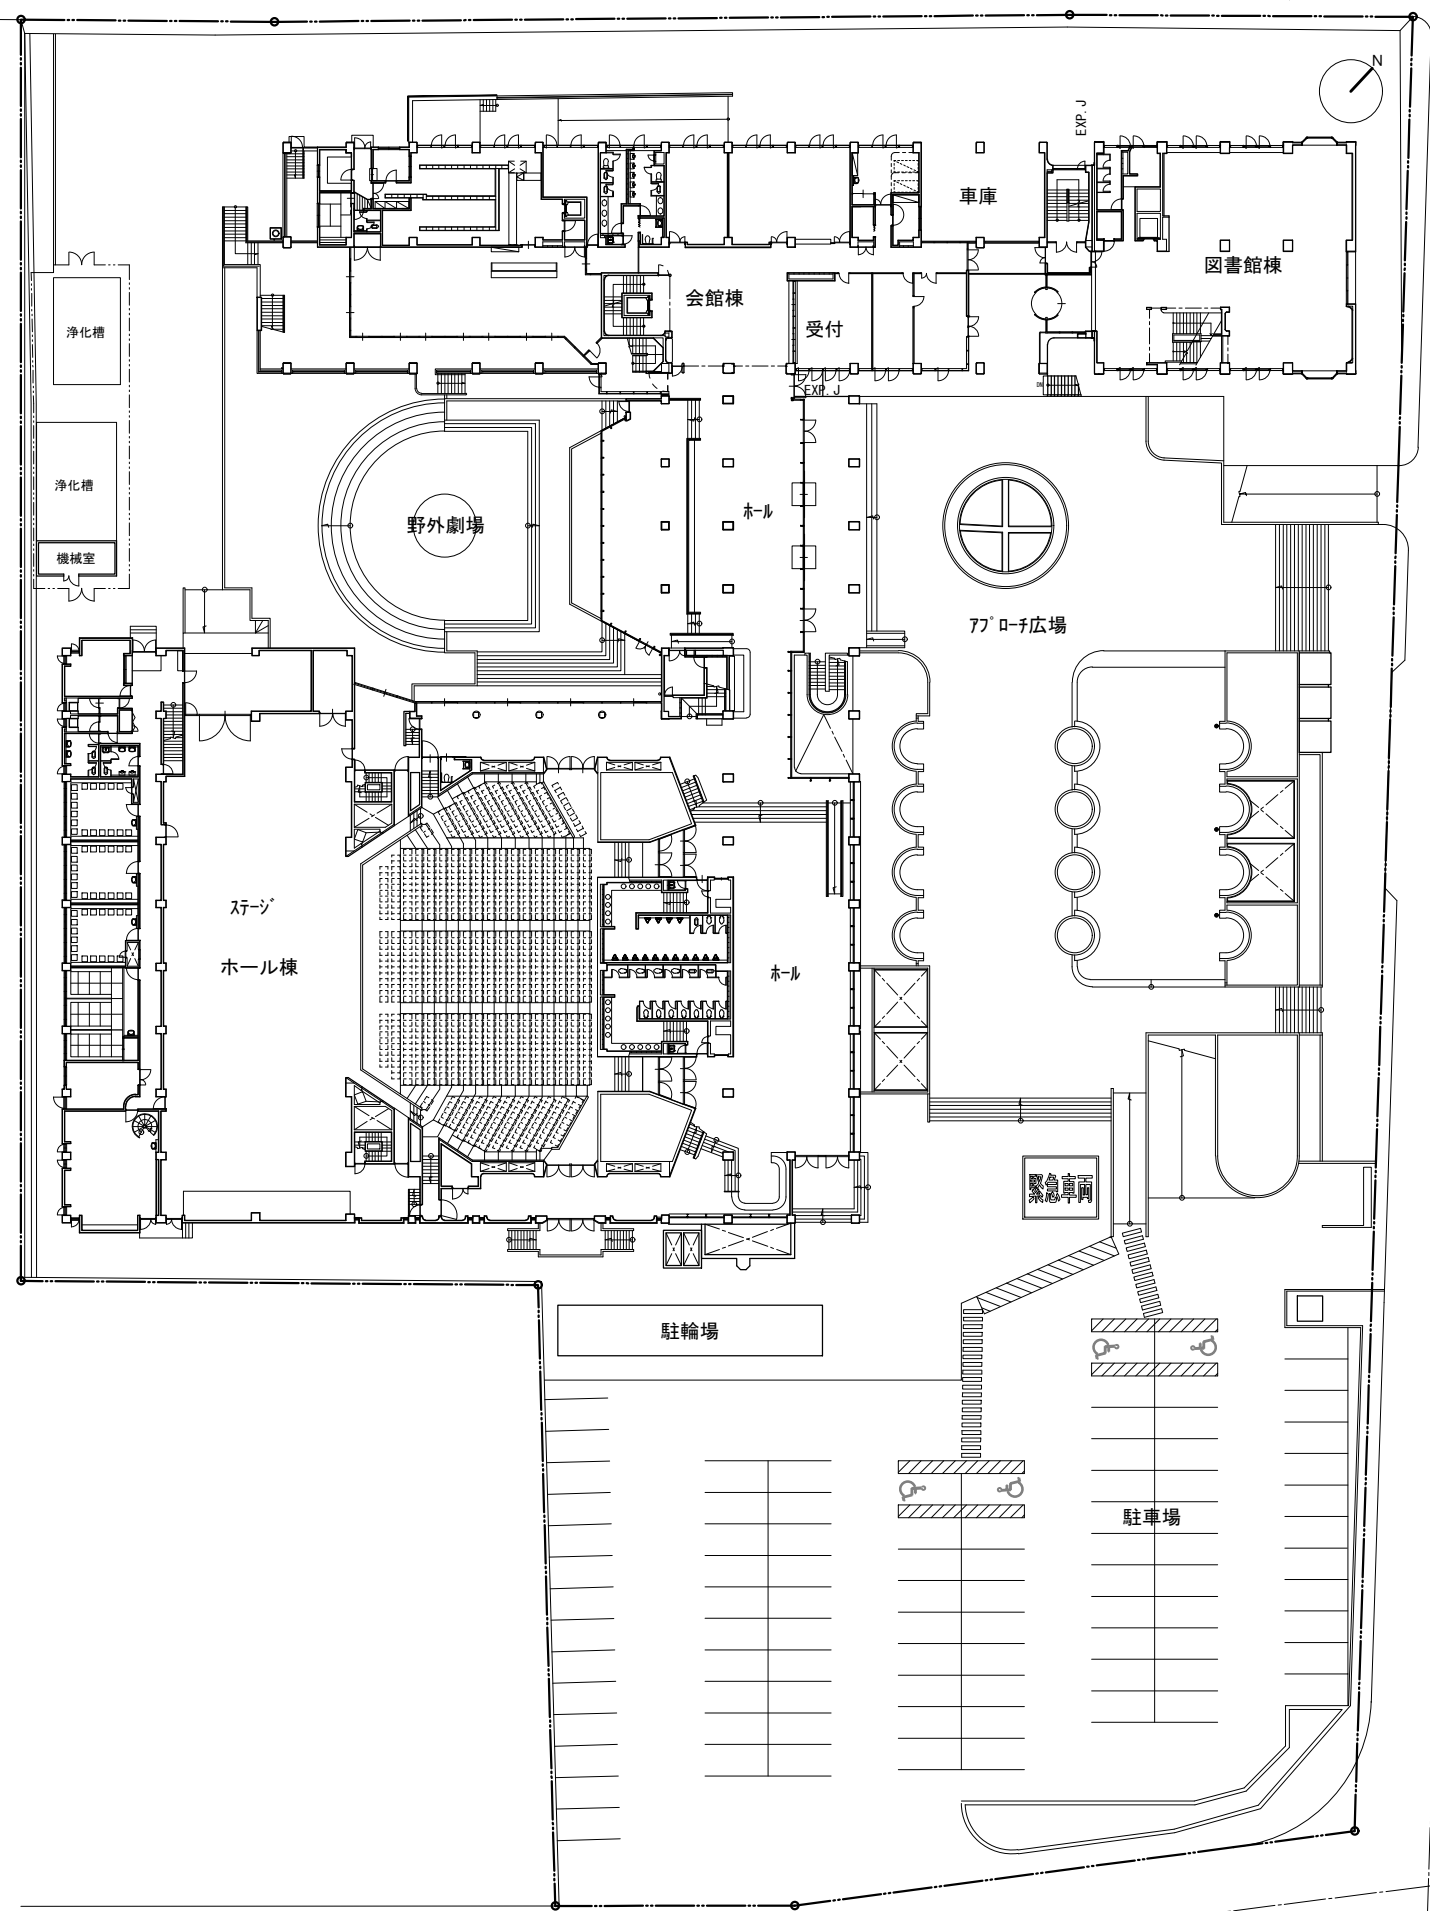 N
EXP. J
車庫
図書館棟
会館棟
受付
浄化槽
EXP. J
DN
浄化槽
ホール
野外劇場
機械室
アプローチ広場
ステージ
ホール棟
ホール
緊急車両
駐輪場
駐車場